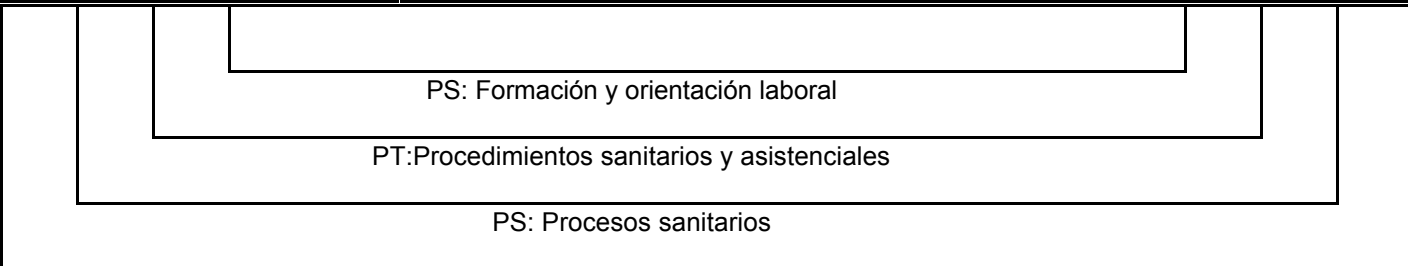 PS: Formación y orientación laboral
PT:Procedimientos sanitarios y asistenciales
PS: Procesos sanitarios